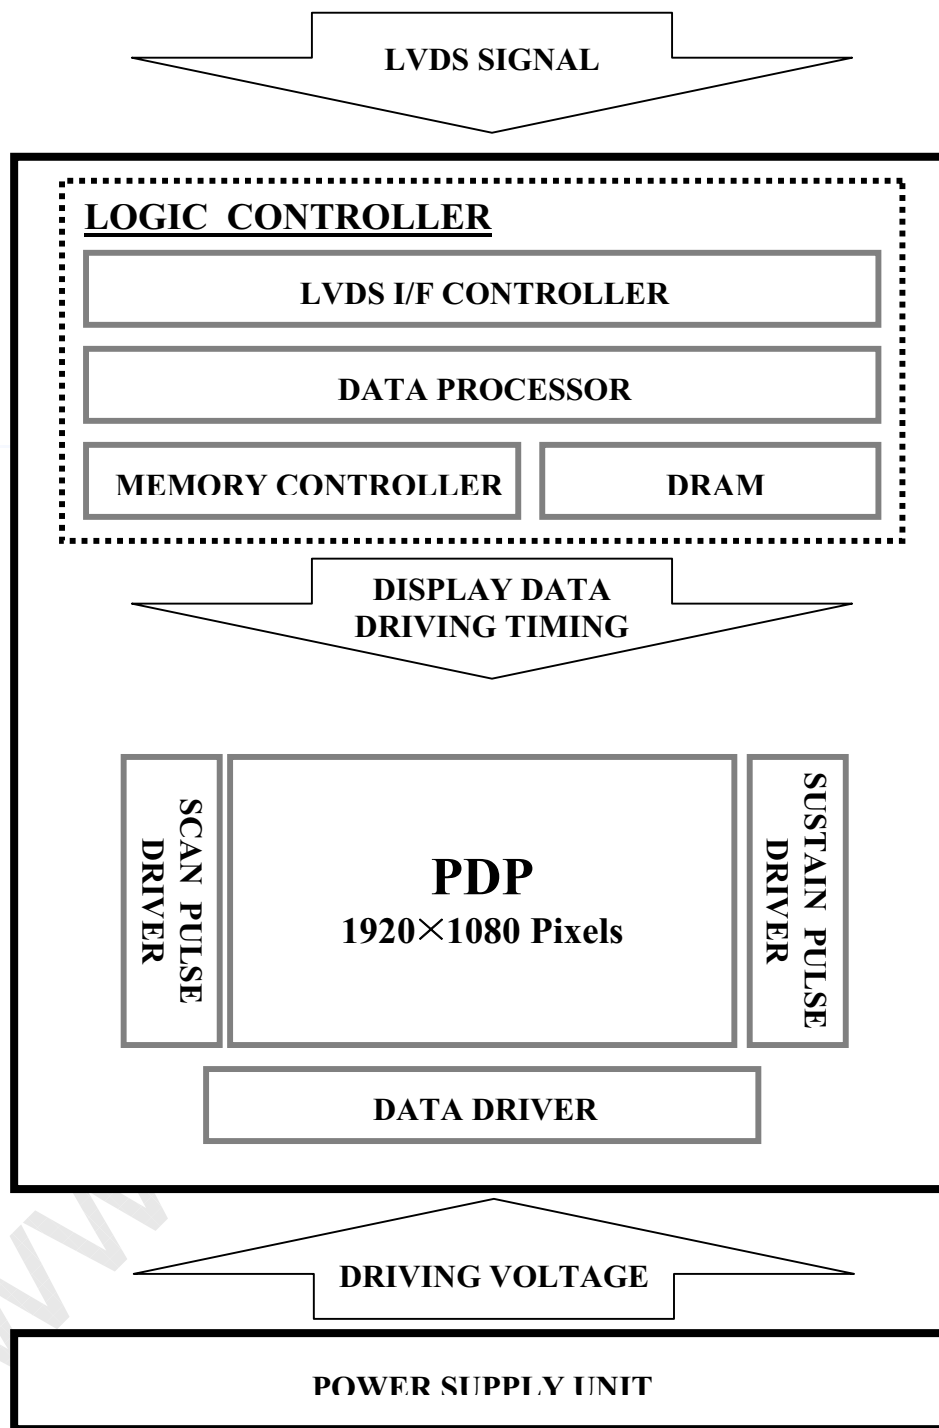 LVDS SIGNAL
LOGIC CONTROLLER
LVDS I/F CONTROLLER
DATA PROCESSOR
MEMORY CONTROLLER
DRAM
DISPLAY DATA
DRIVING TIMING
SCAN PULSE
DRIVER
PDP
1920×1080 Pixels
SUSTAIN PULSE
DRIVER
DATA DRIVER
DRIVING VOLTAGE
POWER SUPPLY UNIT